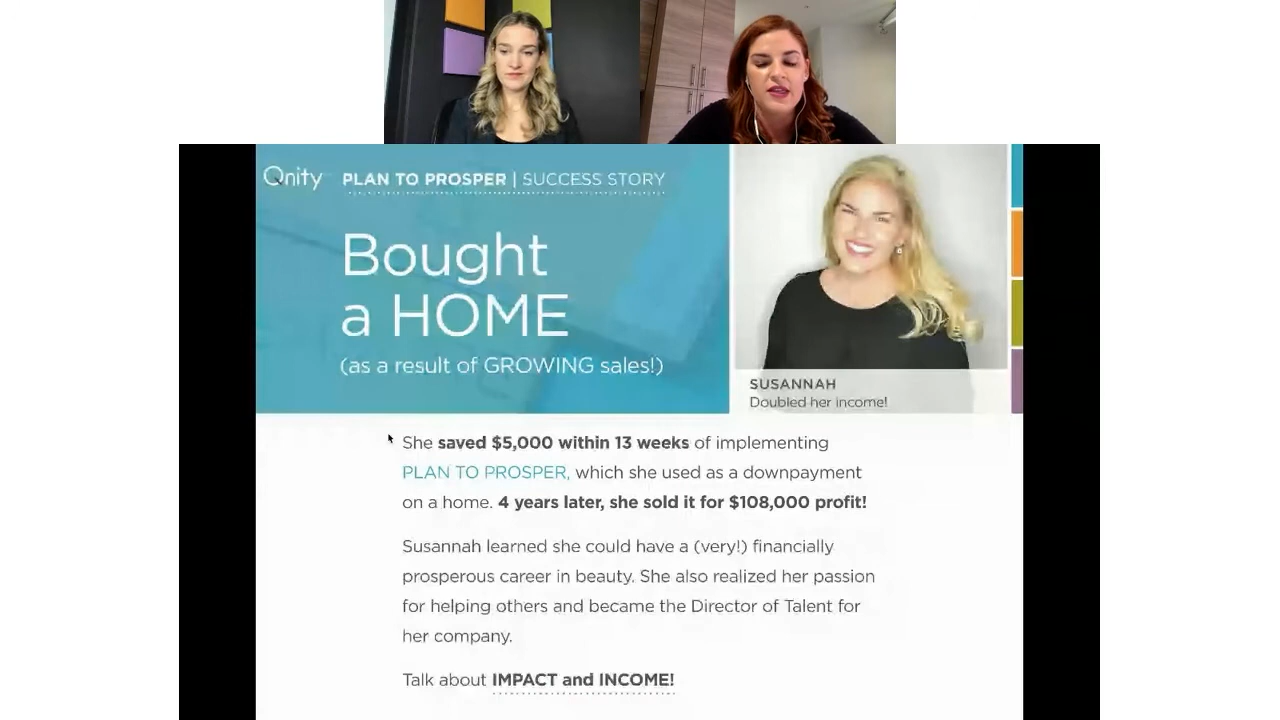 Qnity PLAN TO PROSPER | SUCCESS STORY
Bought
a HOME
(as a result of GROWING sales!)
SUSANNAH
Doubled her income!
She saved $5,000 within 13 weeks of implementing
PLAN TO PROSPER, which she used as a downpayment
on a home. 4 years later, she sold it for $108,000 profit!
Susannah learned she could have a (very!) financially
prosperous career in beauty. She also realized her passion
for helping others and became the Director of Talent for
her company.
Talk about IMPACT and INCOME!